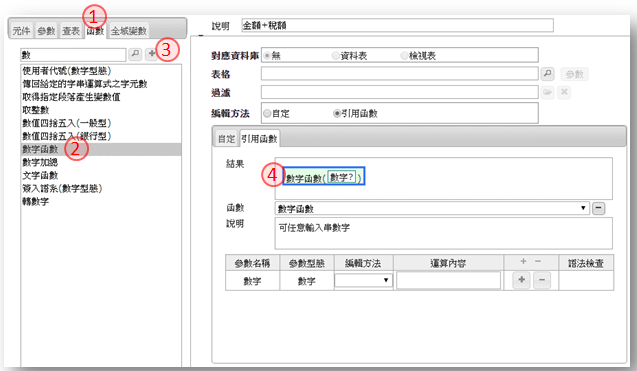 1
元件 參數 查表 函數 全域變數
數
3
使用者代號(數字型態)
傳回給定的字串運算式之字元數
取得指定段落產生變數值
取整數
數值四捨五入(一般型)
數值四捨五入(銀行型)
數字函數 2
數字加總
文字函數
簽入語系(數字型態)
轉數字
說明 金額+稅額
對應資料庫 無 資料表 檢視表
表格 參數
過濾
編輯方法 自定 引用函數
自定 引用函數
結果
4 數字函數( 數字? )
函數 數字函數
說明 可任意輸入串數字
參數名稱 參數型態 編輯方法 運算內容 + − 語法檢查
數字 數字 + −